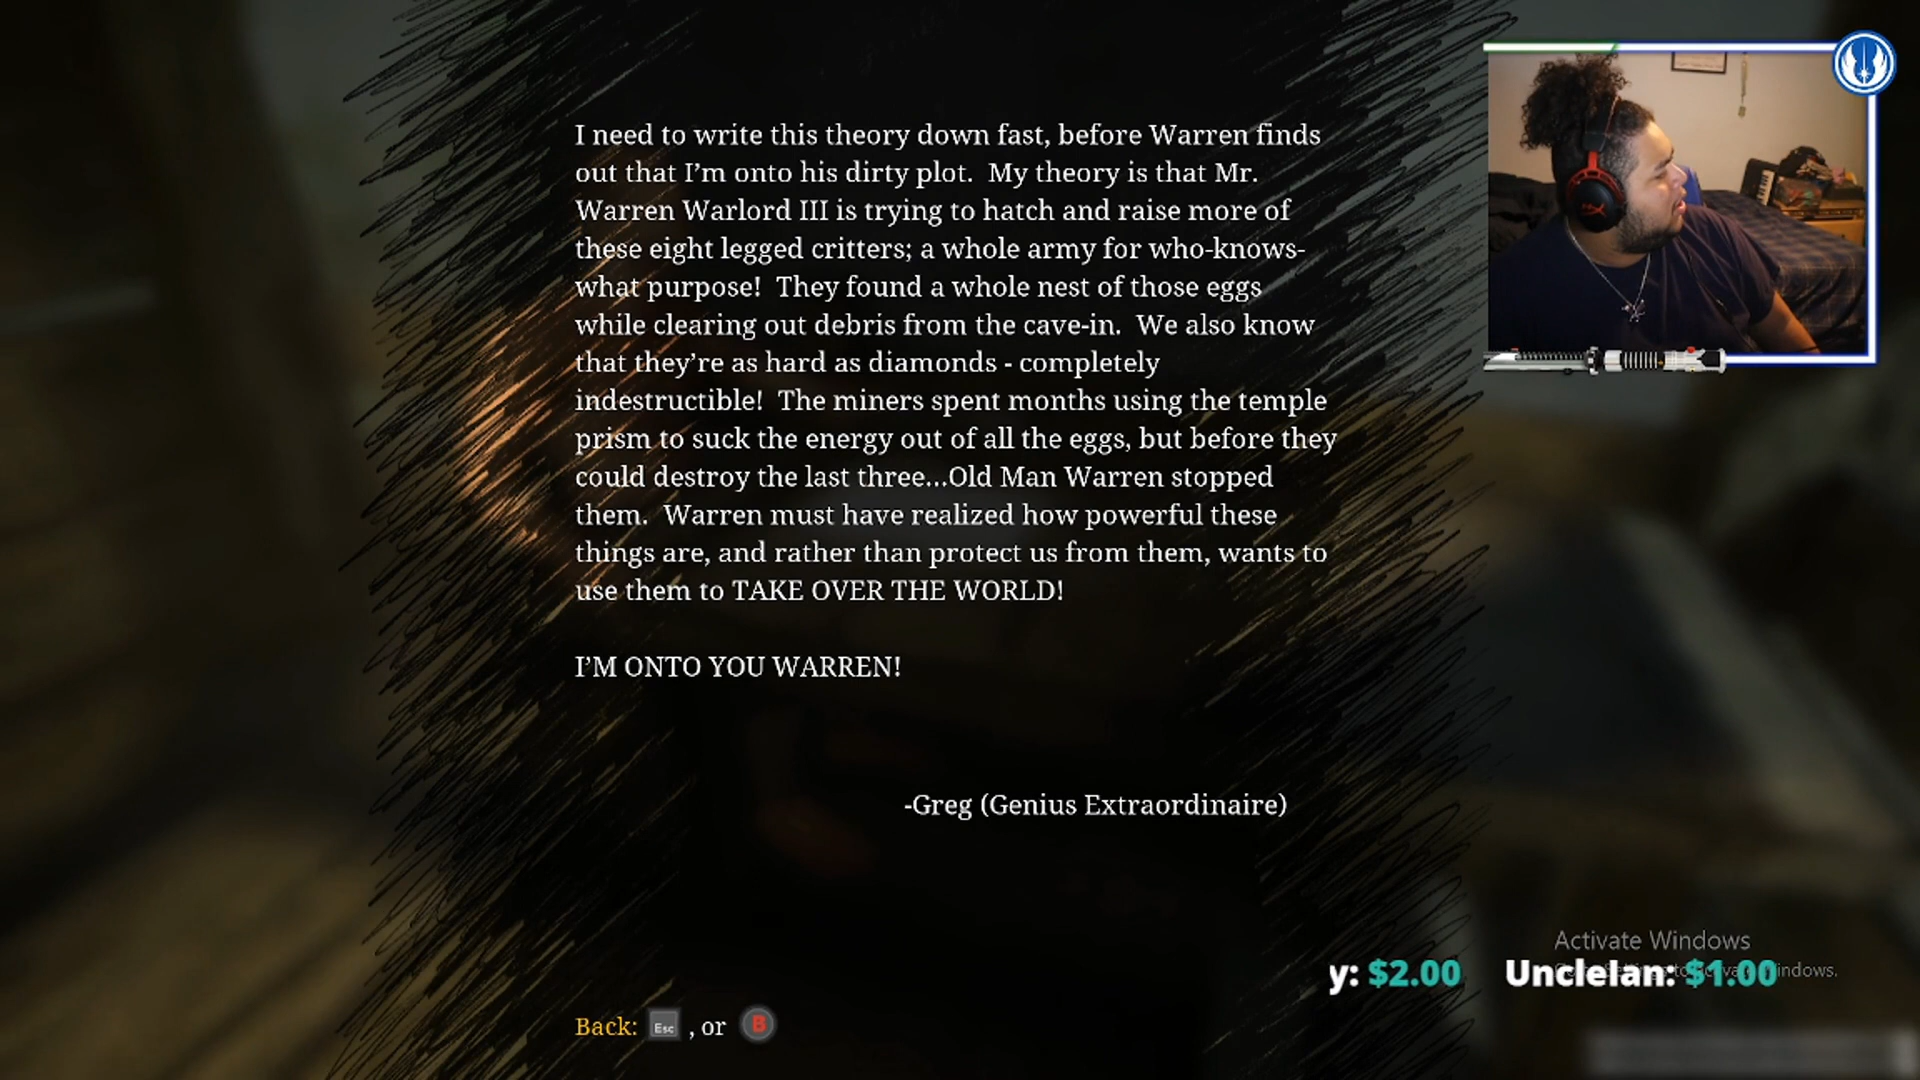 I need to write this theory down fast, before Warren finds
out that I'm onto his dirty plot.  My theory is that Mr.
Warren Warlord III is trying to hatch and raise more of
these eight legged critters; a whole army for who-knows-
what purpose!  They found a whole nest of those eggs
while clearing out debris from the cave-in.  We also know
that they're as hard as diamonds - completely
indestructible!  The miners spent months using the temple
prism to suck the energy out of all the eggs, but before they
could destroy the last three...Old Man Warren stopped
them.  Warren must have realized how powerful these
things are, and rather than protect us from them, wants to
use them to TAKE OVER THE WORLD!
I'M ONTO YOU WARREN!
-Greg (Genius Extraordinaire)
Activate Windows
y: $2.00 UncleIan: $1.00
Back: Esc , or B